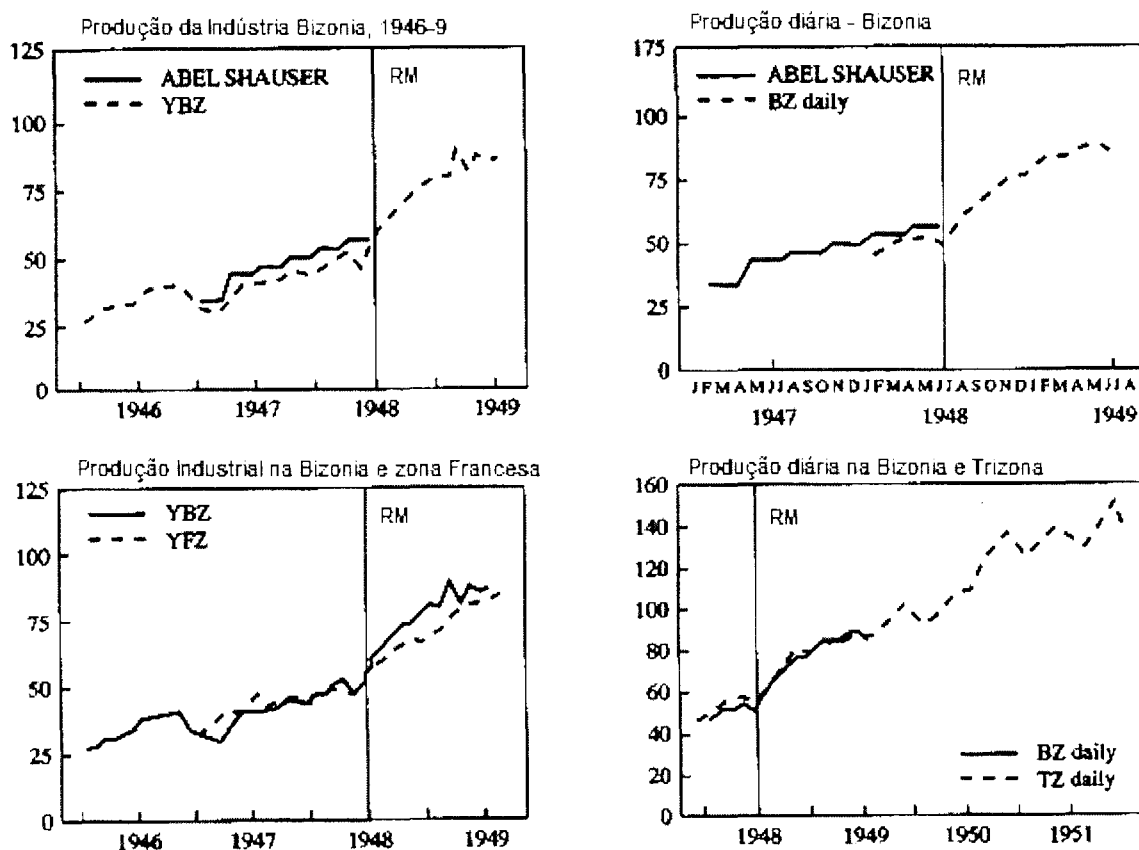 Produção da Indústria Bizonia, 1946-9
125
100
75
50
25
0
ABEL SHAUSER
YBZ
RM
1946
1947
1948
1949
Produção diária - Bizonia
175
100
75
50
25
0
ABEL SHAUSER
BZ daily
RM
J F M A M J J A S O N D J F M A M J J A S O N D J F M A M J J A
1947
1948
1949
Produção Industrial na Bizonia e zona Francesa
125
100
75
50
25
0
YBZ
YFZ
RM
1946
1947
1948
1949
Produção diária na Bizonia e Trizona
160
140
120
100
80
60
40
20
0
RM
BZ daily
TZ daily
1948
1949
1950
1951